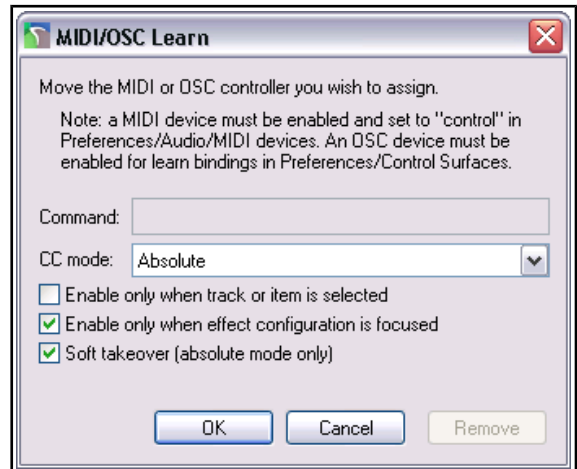 MIDI/OSC Learn
Move the MIDI or OSC controller you wish to assign.
Note: a MIDI device must be enabled and set to "control" in
Preferences/Audio/MIDI devices. An OSC device must be
enabled for learn bindings in Preferences/Control Surfaces.
Command:
CC mode: Absolute
Enable only when track or item is selected
Enable only when effect configuration is focused
Soft takeover (absolute mode only)
OK Cancel Remove